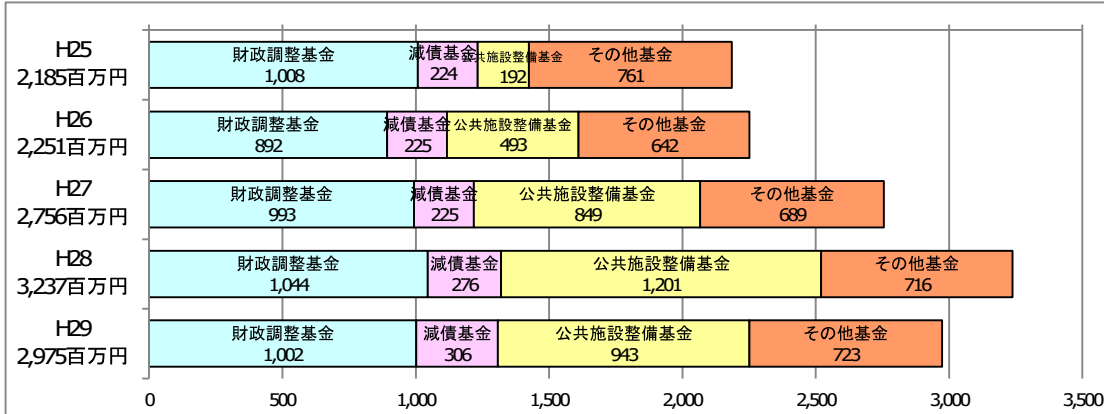 H25
2,185百万円
財政調整基金
1,008
減債基金
224
公共施設整備基金
192
その他基金
761
H26
2,251百万円
財政調整基金
892
減債基金
225
公共施設整備基金
493
その他基金
642
H27
2,756百万円
財政調整基金
993
減債基金
225
公共施設整備基金
849
その他基金
689
H28
3,237百万円
財政調整基金
1,044
減債基金
276
公共施設整備基金
1,201
その他基金
716
H29
2,975百万円
財政調整基金
1,002
減債基金
306
公共施設整備基金
943
その他基金
723
0 500 1,000 1,500 2,000 2,500 3,000 3,500